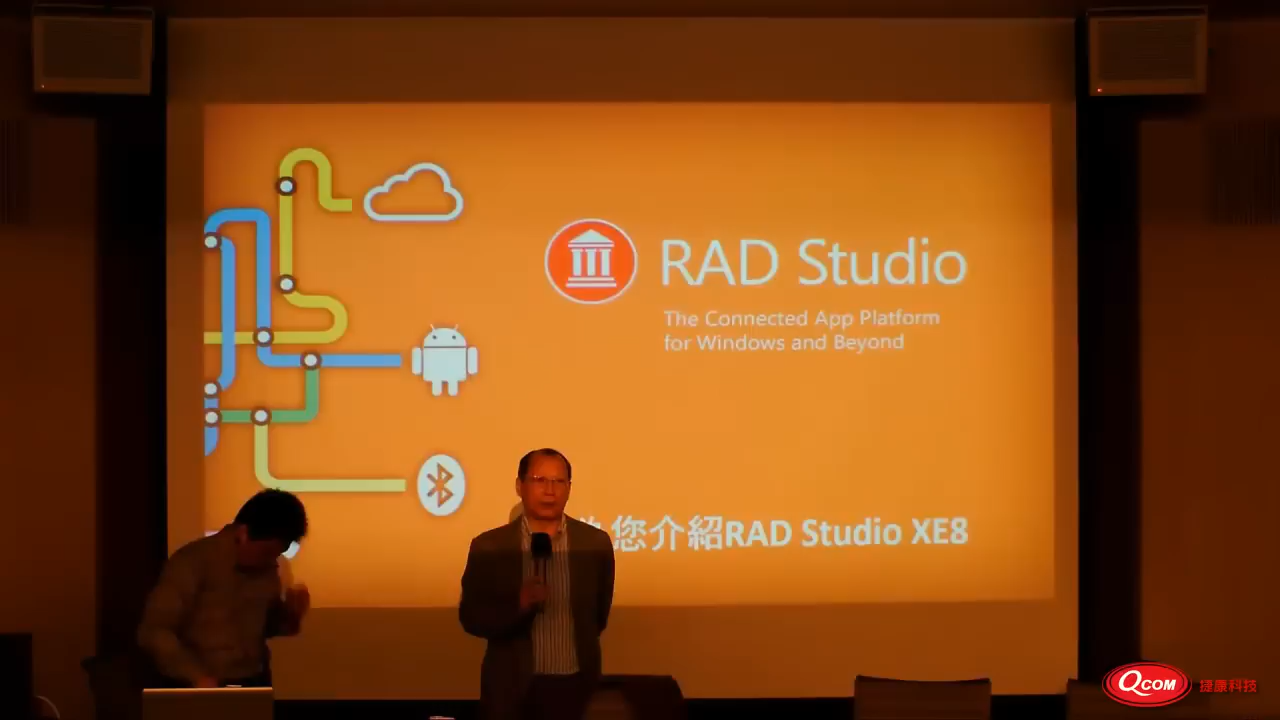 RAD Studio
The Connected App Platform
for Windows and Beyond
您介紹RAD Studio XE8
QCOM 捷康科技